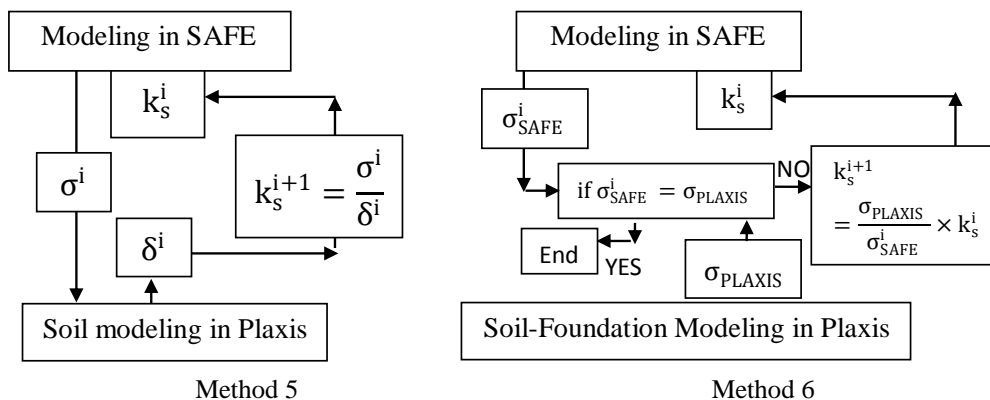 Modeling in SAFE
k_s^i
σ^i
k_s^{i+1} = σ^i / δ^i
δ^i
Soil modeling in Plaxis
Method 5
Modeling in SAFE
k_s^i
σ_SAFE^i
if σ_SAFE^i = σ_PLAXIS
NO
k_s^{i+1}
= σ_PLAXIS / σ_SAFE^i × k_s^i
End
YES
σ_PLAXIS
Soil-Foundation Modeling in Plaxis
Method 6